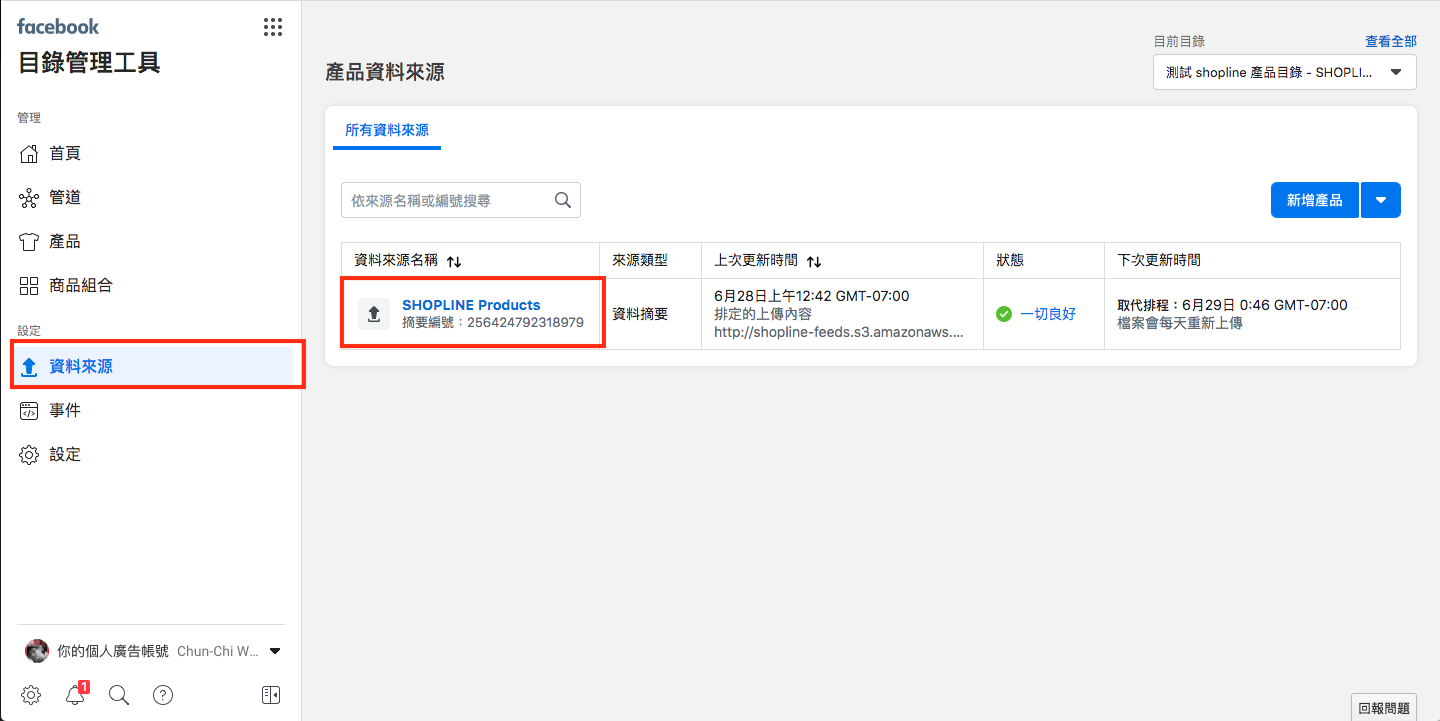 facebook
目錄管理工具
管理
首頁
管道
產品
商品組合
設定
資料來源
事件
設定
你的個人廣告帳號 Chun-Chi W...
1
產品資料來源
目前目錄 查看全部
測試 shopline 產品目錄 - SHOPLI...
所有資料來源
依來源名稱或編號搜尋
新增產品
資料來源名稱 來源類型 上次更新時間 狀態 下次更新時間
SHOPLINE Products
摘要編號：256424792318979
資料摘要
6月28日上午12:42 GMT-07:00
排定的上傳內容
http://shopline-feeds.s3.amazonaws....
一切良好
取代排程：6月29日 0:46 GMT-07:00
檔案會每天重新上傳
回報問題